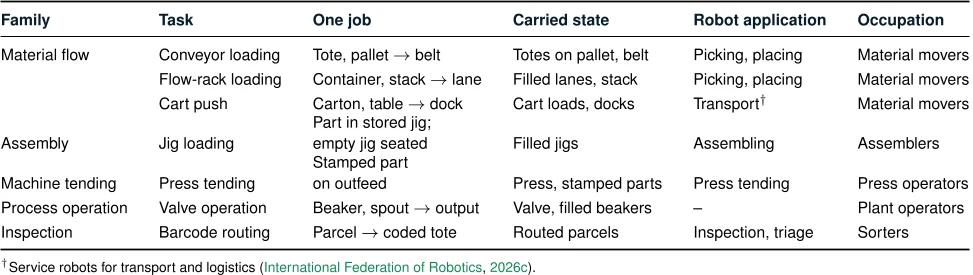 Family Task One job Carried state Robot application Occupation
Material flow Conveyor loading Tote, pallet → belt Totes on pallet, belt Picking, placing Material movers
Flow-rack loading Container, stack → lane Filled lanes, stack Picking, placing Material movers
Cart push Carton, table → dock Cart loads, docks Transport† Material movers
Part in stored jig;
Assembly Jig loading empty jig seated Filled jigs Assembling Assemblers
Stamped part
Machine tending Press tending on outfeed Press, stamped parts Press tending Press operators
Process operation Valve operation Beaker, spout → output Valve, filled beakers – Plant operators
Inspection Barcode routing Parcel → coded tote Routed parcels Inspection, triage Sorters
†Service robots for transport and logistics (International Federation of Robotics, 2026c).